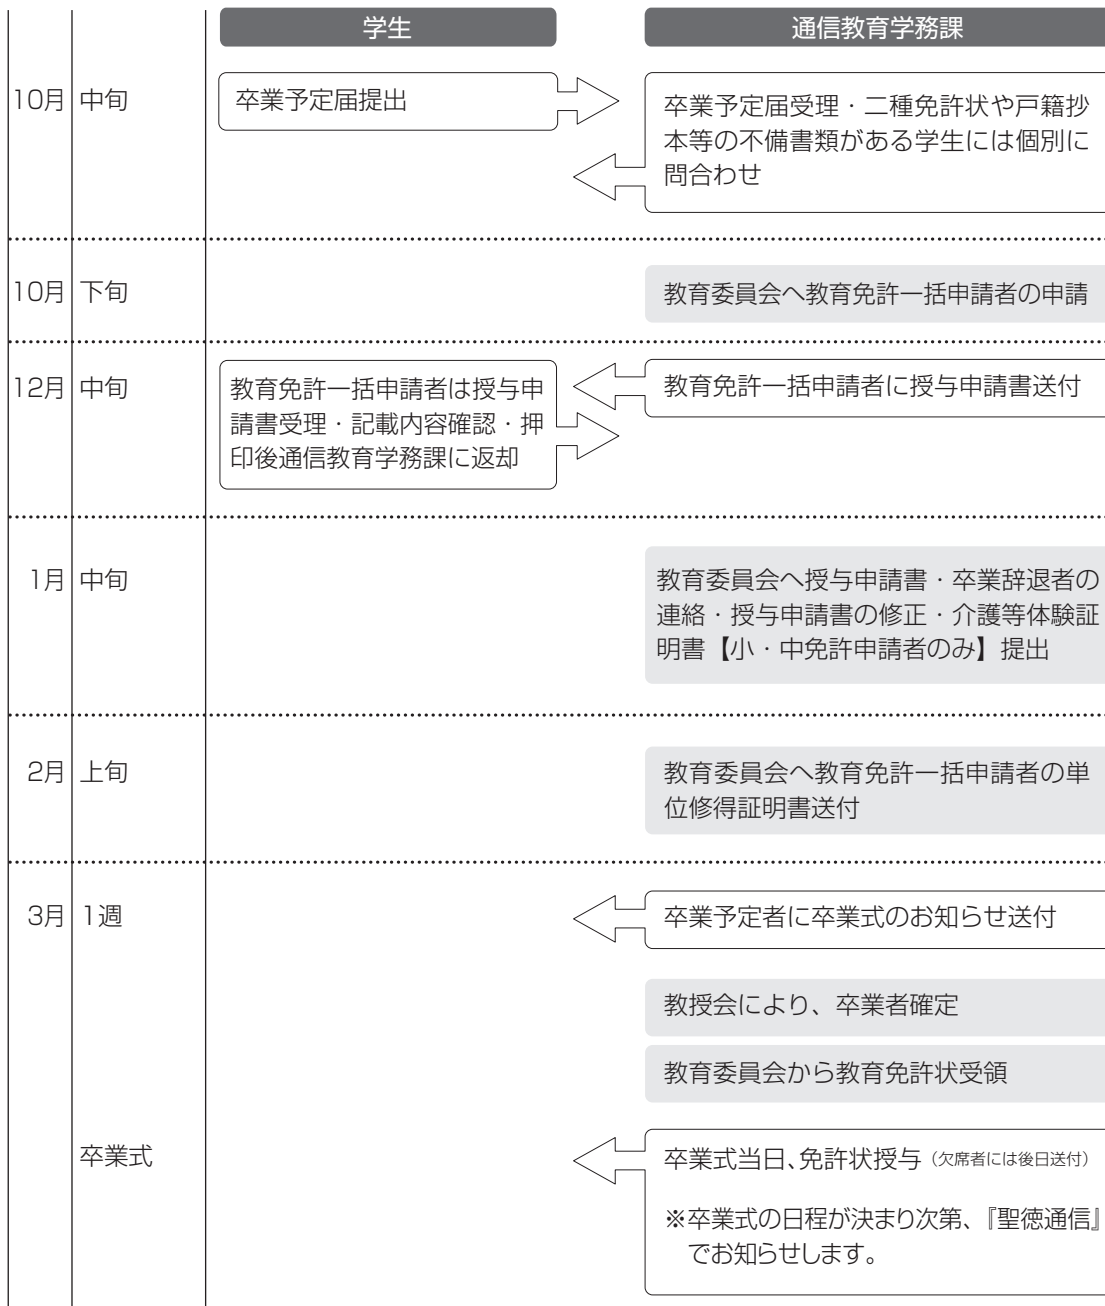 学生
通信教育学務課
10月 中旬
卒業予定届提出
卒業予定届受理・二種免許状や戸籍抄
本等の不備書類がある学生には個別に
問合わせ
10月 下旬
教育委員会へ教育免許一括申請者の申請
12月 中旬
教育免許一括申請者は授与申
請書受理・記載内容確認・押
印後通信教育学務課に返却
教育免許一括申請者に授与申請書送付
1月 中旬
教育委員会へ授与申請書・卒業辞退者の
連絡・授与申請書の修正・介護等体験証
明書【小・中免許申請者のみ】提出
2月 上旬
教育委員会へ教育免許一括申請者の単
位修得証明書送付
3月 1週
卒業予定者に卒業式のお知らせ送付
教授会により、卒業者確定
教育委員会から教育免許状受領
卒業式
卒業式当日、免許状授与（欠席者には後日送付）
※卒業式の日程が決まり次第、『聖徳通信』
でお知らせします。